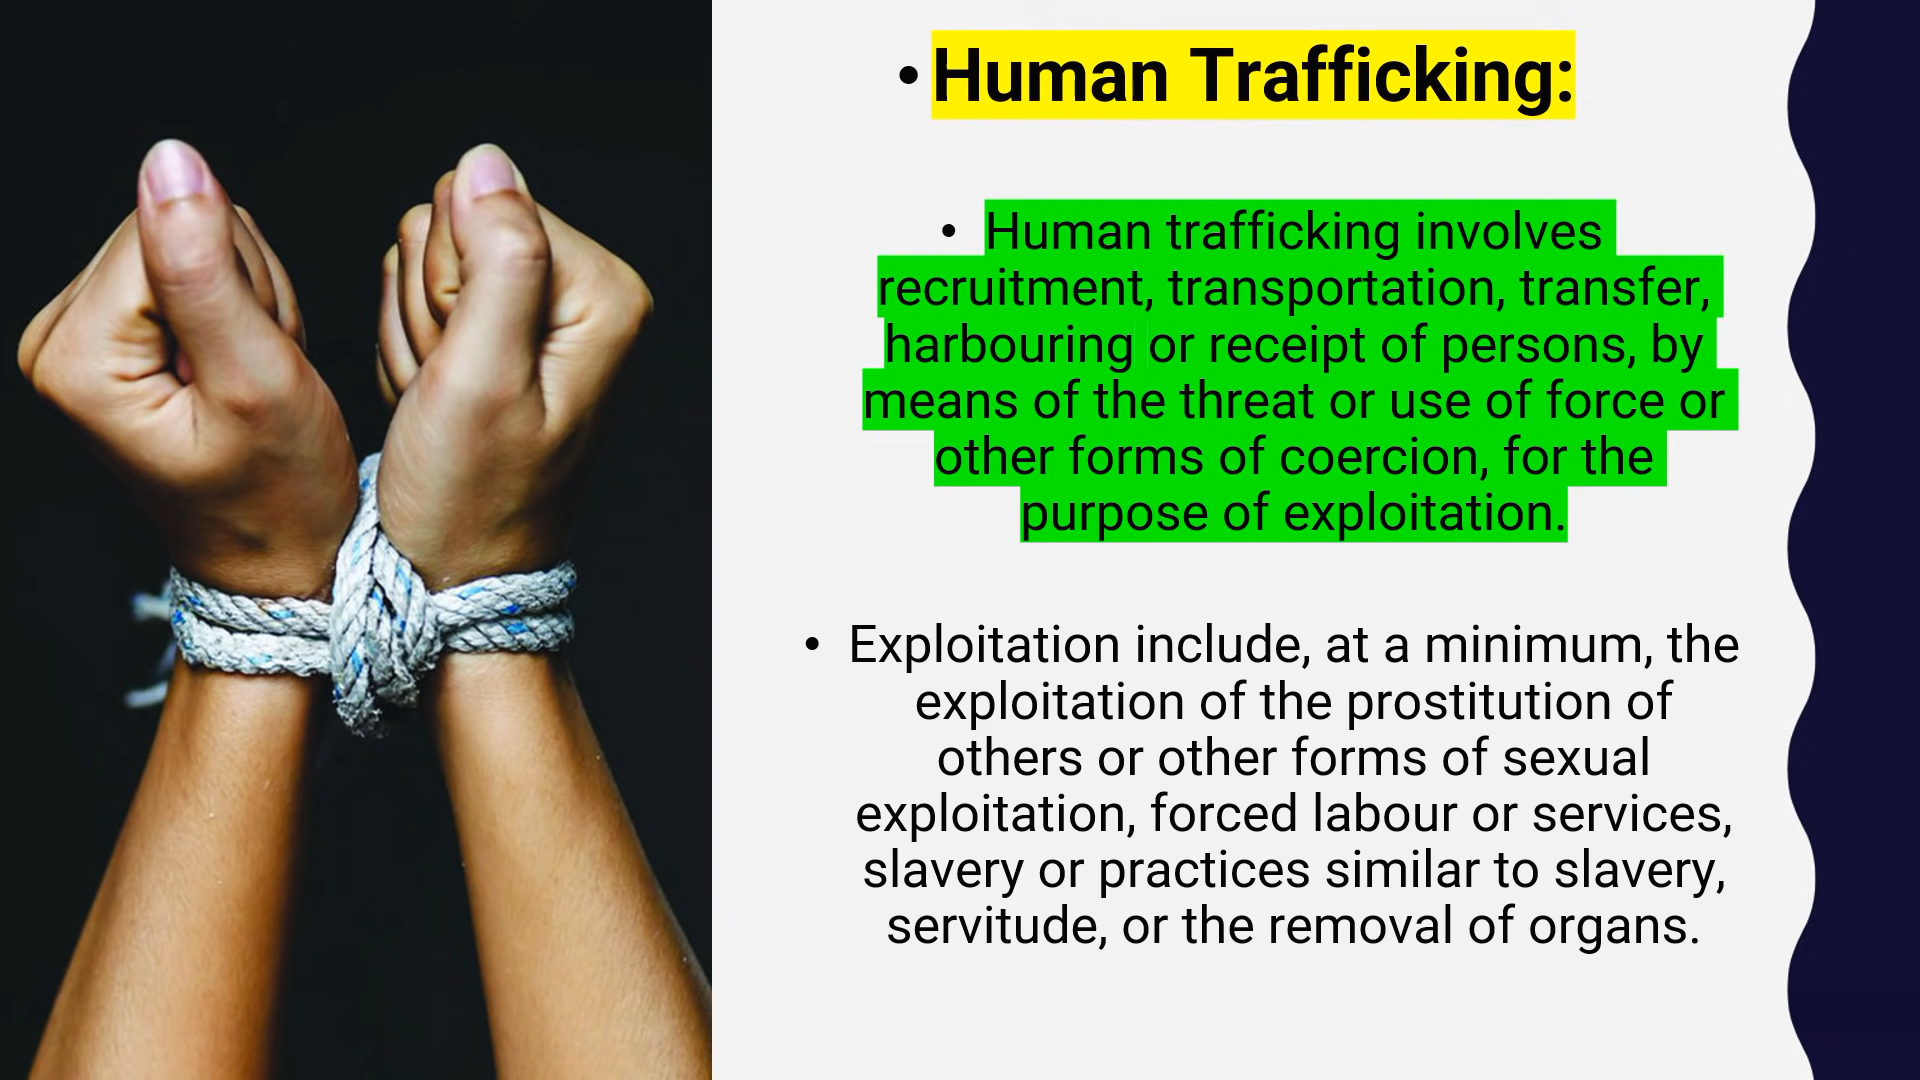 • Human Trafficking:
• Human trafficking involves
recruitment, transportation, transfer,
harbouring or receipt of persons, by
means of the threat or use of force or
other forms of coercion, for the
purpose of exploitation.
• Exploitation include, at a minimum, the
exploitation of the prostitution of
others or other forms of sexual
exploitation, forced labour or services,
slavery or practices similar to slavery,
servitude, or the removal of organs.